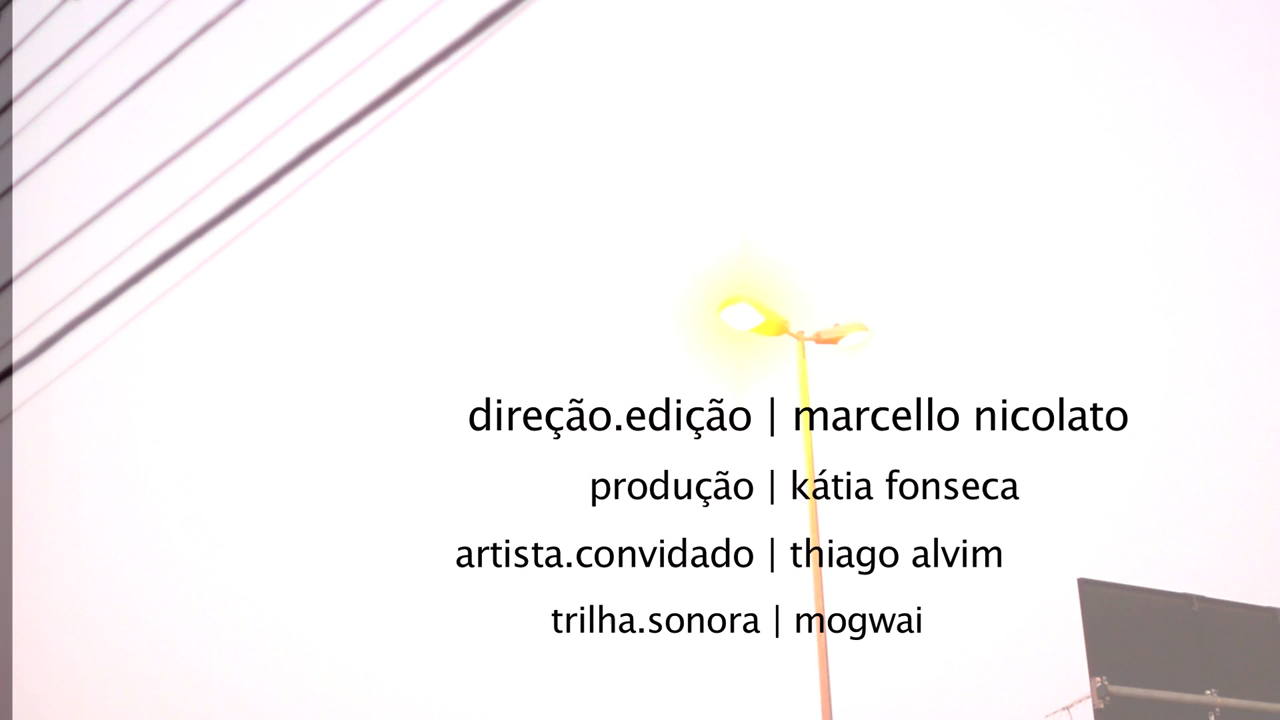 direção.edição | marcello nicolato
produção | kátia fonseca
artista.convidado | thiago alvim
trilha.sonora | mogwai